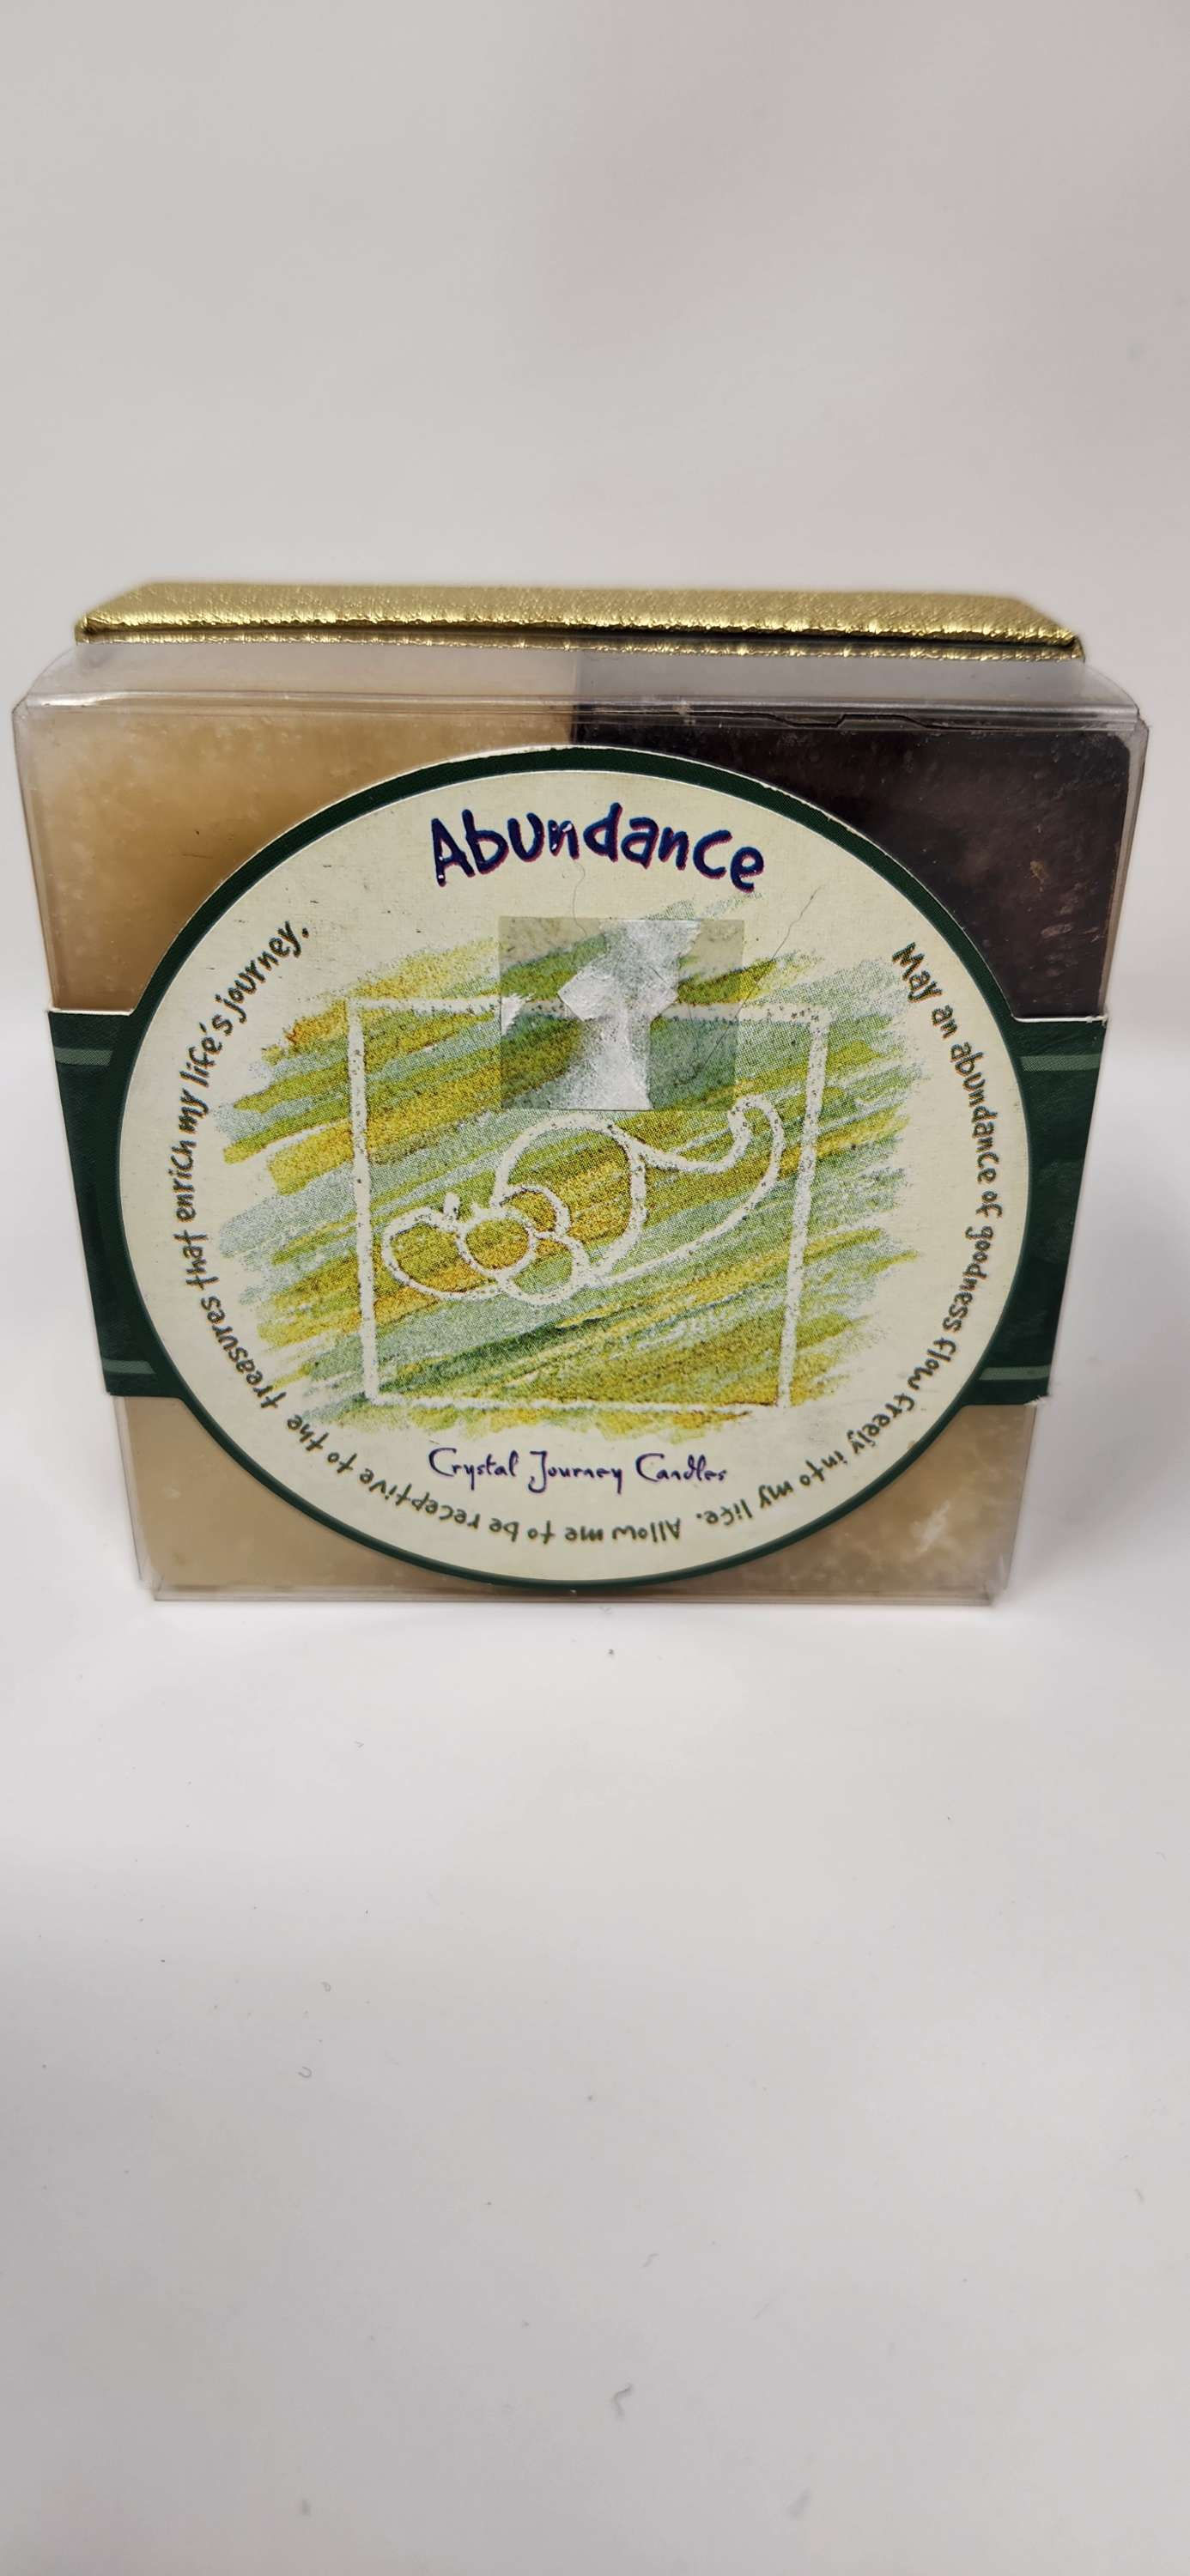 Abundance
May an abundance of goodness flow freely into my life. Allow me to be receptive to the treasures that enrich my life's journey.
Crystal Journey Candles